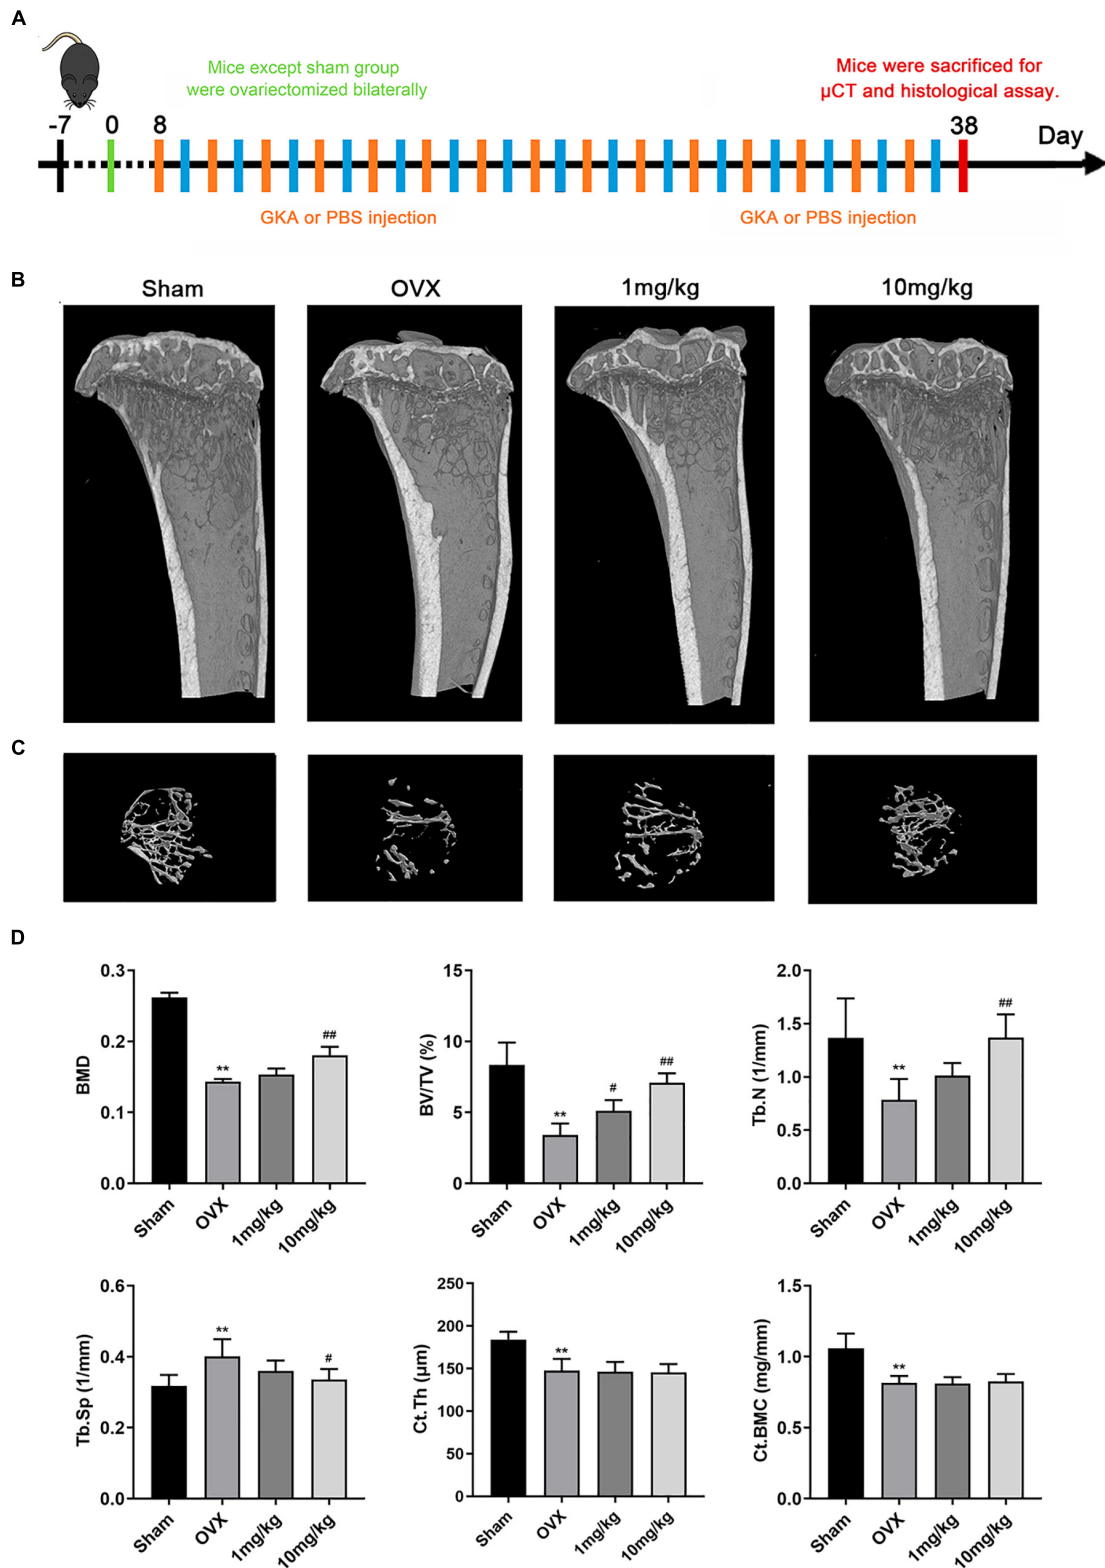 A
Mice except sham group
were ovariectomized bilaterally
Mice were sacrificed for
µCT and histological assay.
-7 0 8 38 Day
GKA or PBS injection GKA or PBS injection
B
Sham OVX 1mg/kg 10mg/kg
C
D
0.3
0.2
0.1
0.0
BMD
**
##
Sham
OVX
1mg/kg
10mg/kg
15
10
5
0
BV/TV (%)
**
#
##
Sham
OVX
1mg/kg
10mg/kg
2.0
1.5
1.0
0.5
0.0
Tb.N (1/mm)
**
##
Sham
OVX
1mg/kg
10mg/kg
0.6
0.4
0.2
0.0
Tb.Sp (1/mm)
**
#
Sham
OVX
1mg/kg
10mg/kg
250
200
150
100
50
0
Ct.Th (µm)
**
Sham
OVX
1mg/kg
10mg/kg
1.5
1.0
0.5
0.0
Ct.BMC (mg/mm)
**
Sham
OVX
1mg/kg
10mg/kg